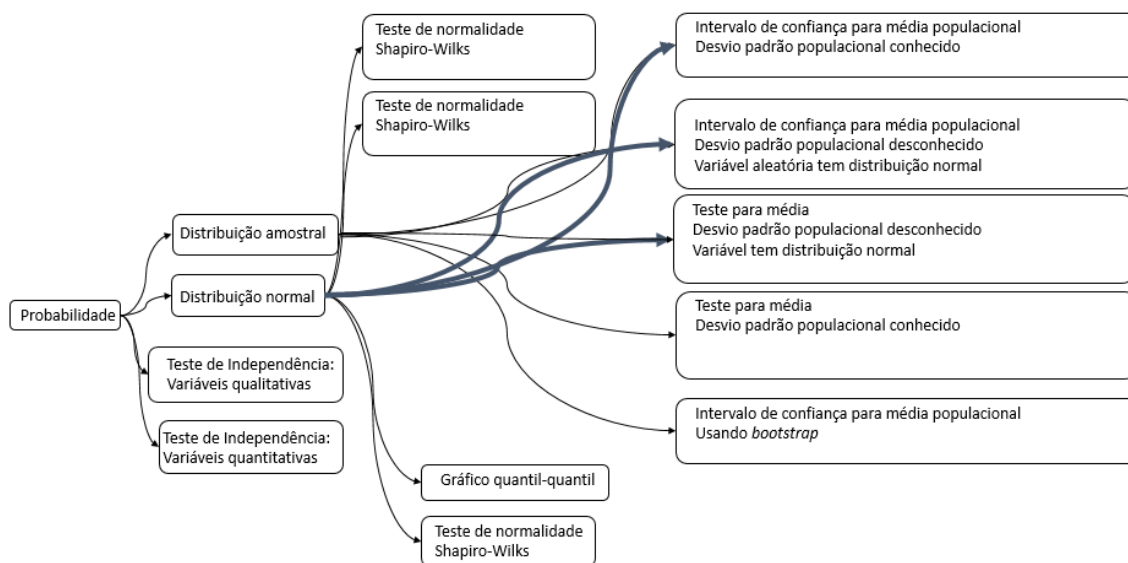 Teste de normalidade
Shapiro-Wilks
Teste de normalidade
Shapiro-Wilks
Distribuição amostral
Distribuição normal
Probabilidade
Teste de Independência:
Variáveis qualitativas
Teste de Independência:
Variáveis quantitativas
Gráfico quantil-quantil
Teste de normalidade
Shapiro-Wilks
Intervalo de confiança para média populacional
Desvio padrão populacional conhecido
Intervalo de confiança para média populacional
Desvio padrão populacional desconhecido
Variável aleatória tem distribuição normal
Teste para média
Desvio padrão populacional desconhecido
Variável tem distribuição normal
Teste para média
Desvio padrão populacional conhecido
Intervalo de confiança para média populacional
Usando bootstrap